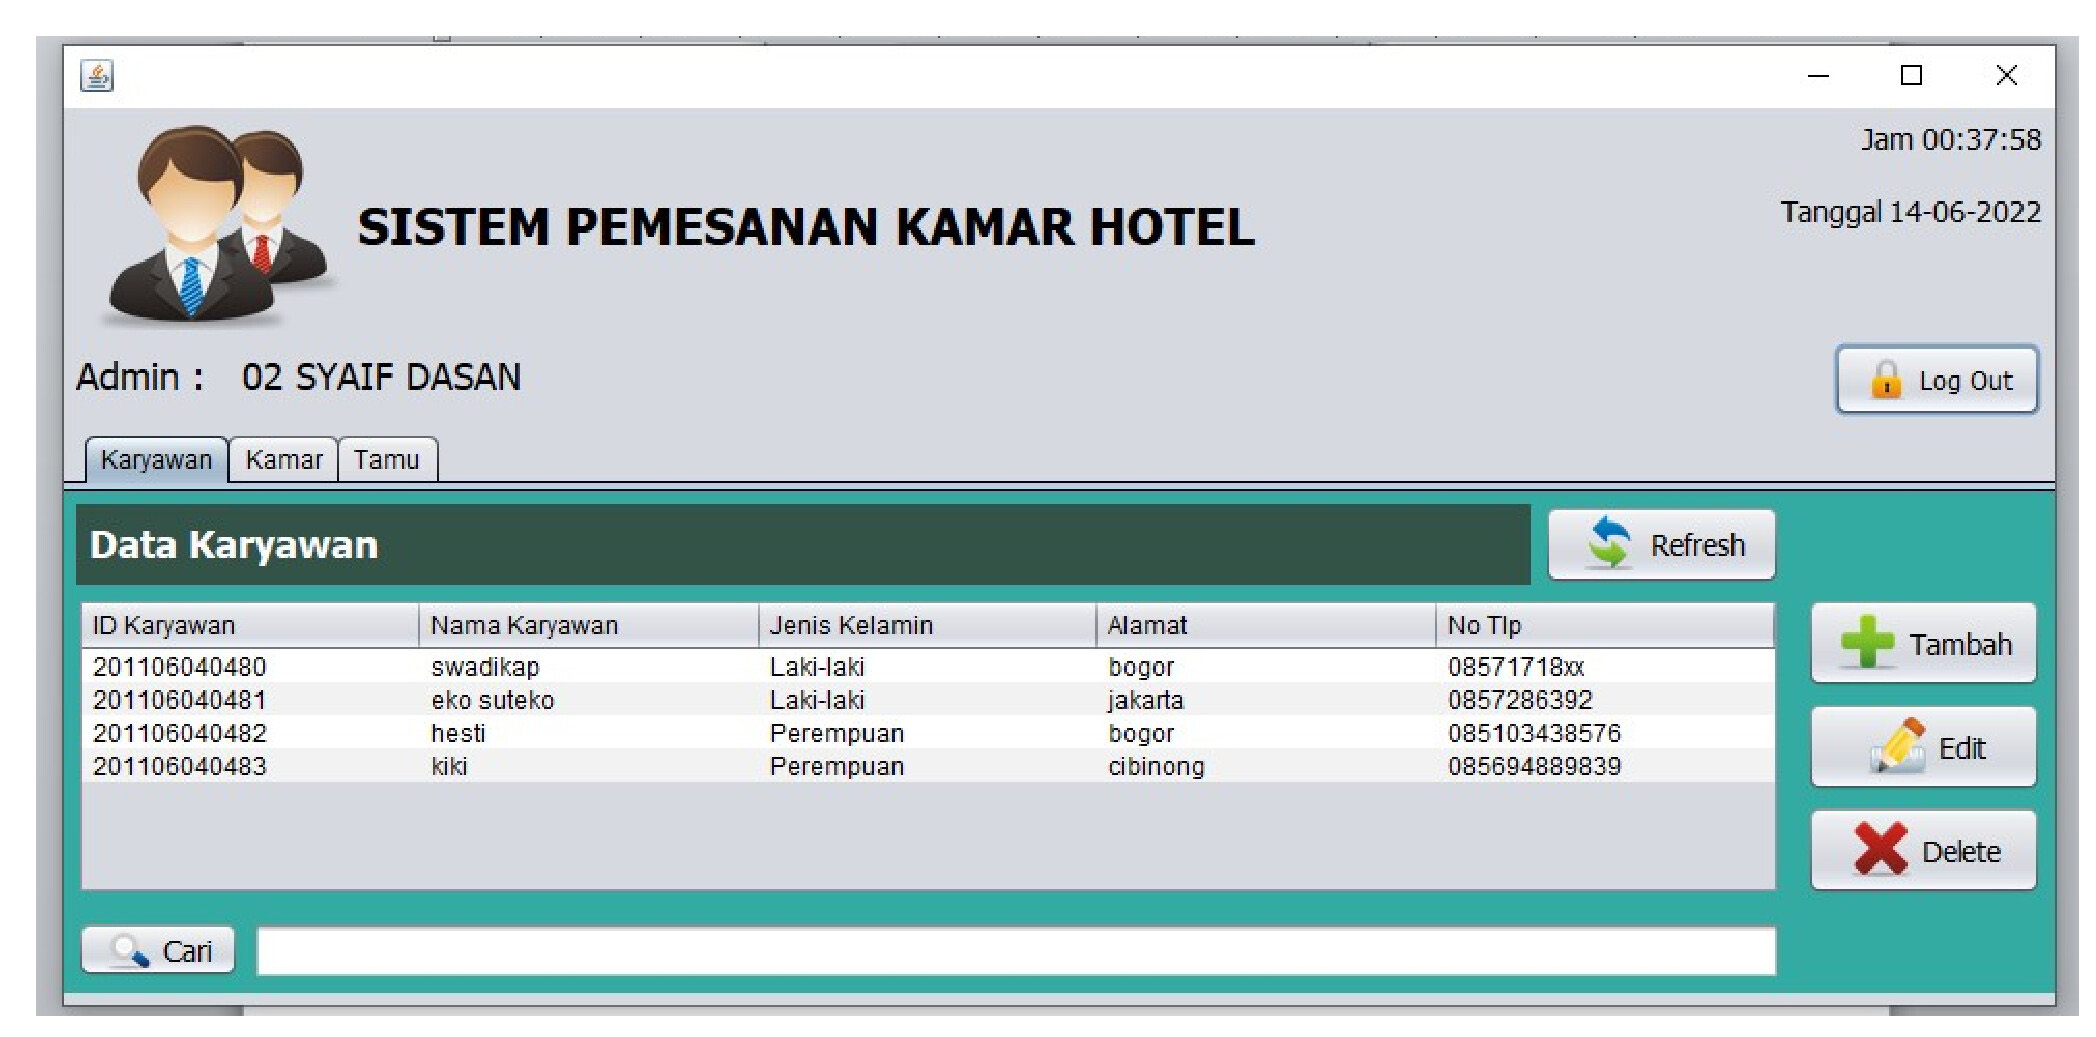 Jam 00:37:58
SISTEM PEMESANAN KAMAR HOTEL
Tanggal 14-06-2022
Admin : 02 SYAIF DASAN
Log Out
Karyawan Kamar Tamu
Data Karyawan
Refresh
ID Karyawan Nama Karyawan Jenis Kelamin Alamat No Tlp
201106040480 swadikap Laki-laki bogor 08571718xx
201106040481 eko suteko Laki-laki jakarta 0857286392
201106040482 hesti Perempuan bogor 085103438576
201106040483 kiki Perempuan cibinong 085694889839
Tambah
Edit
Delete
Cari